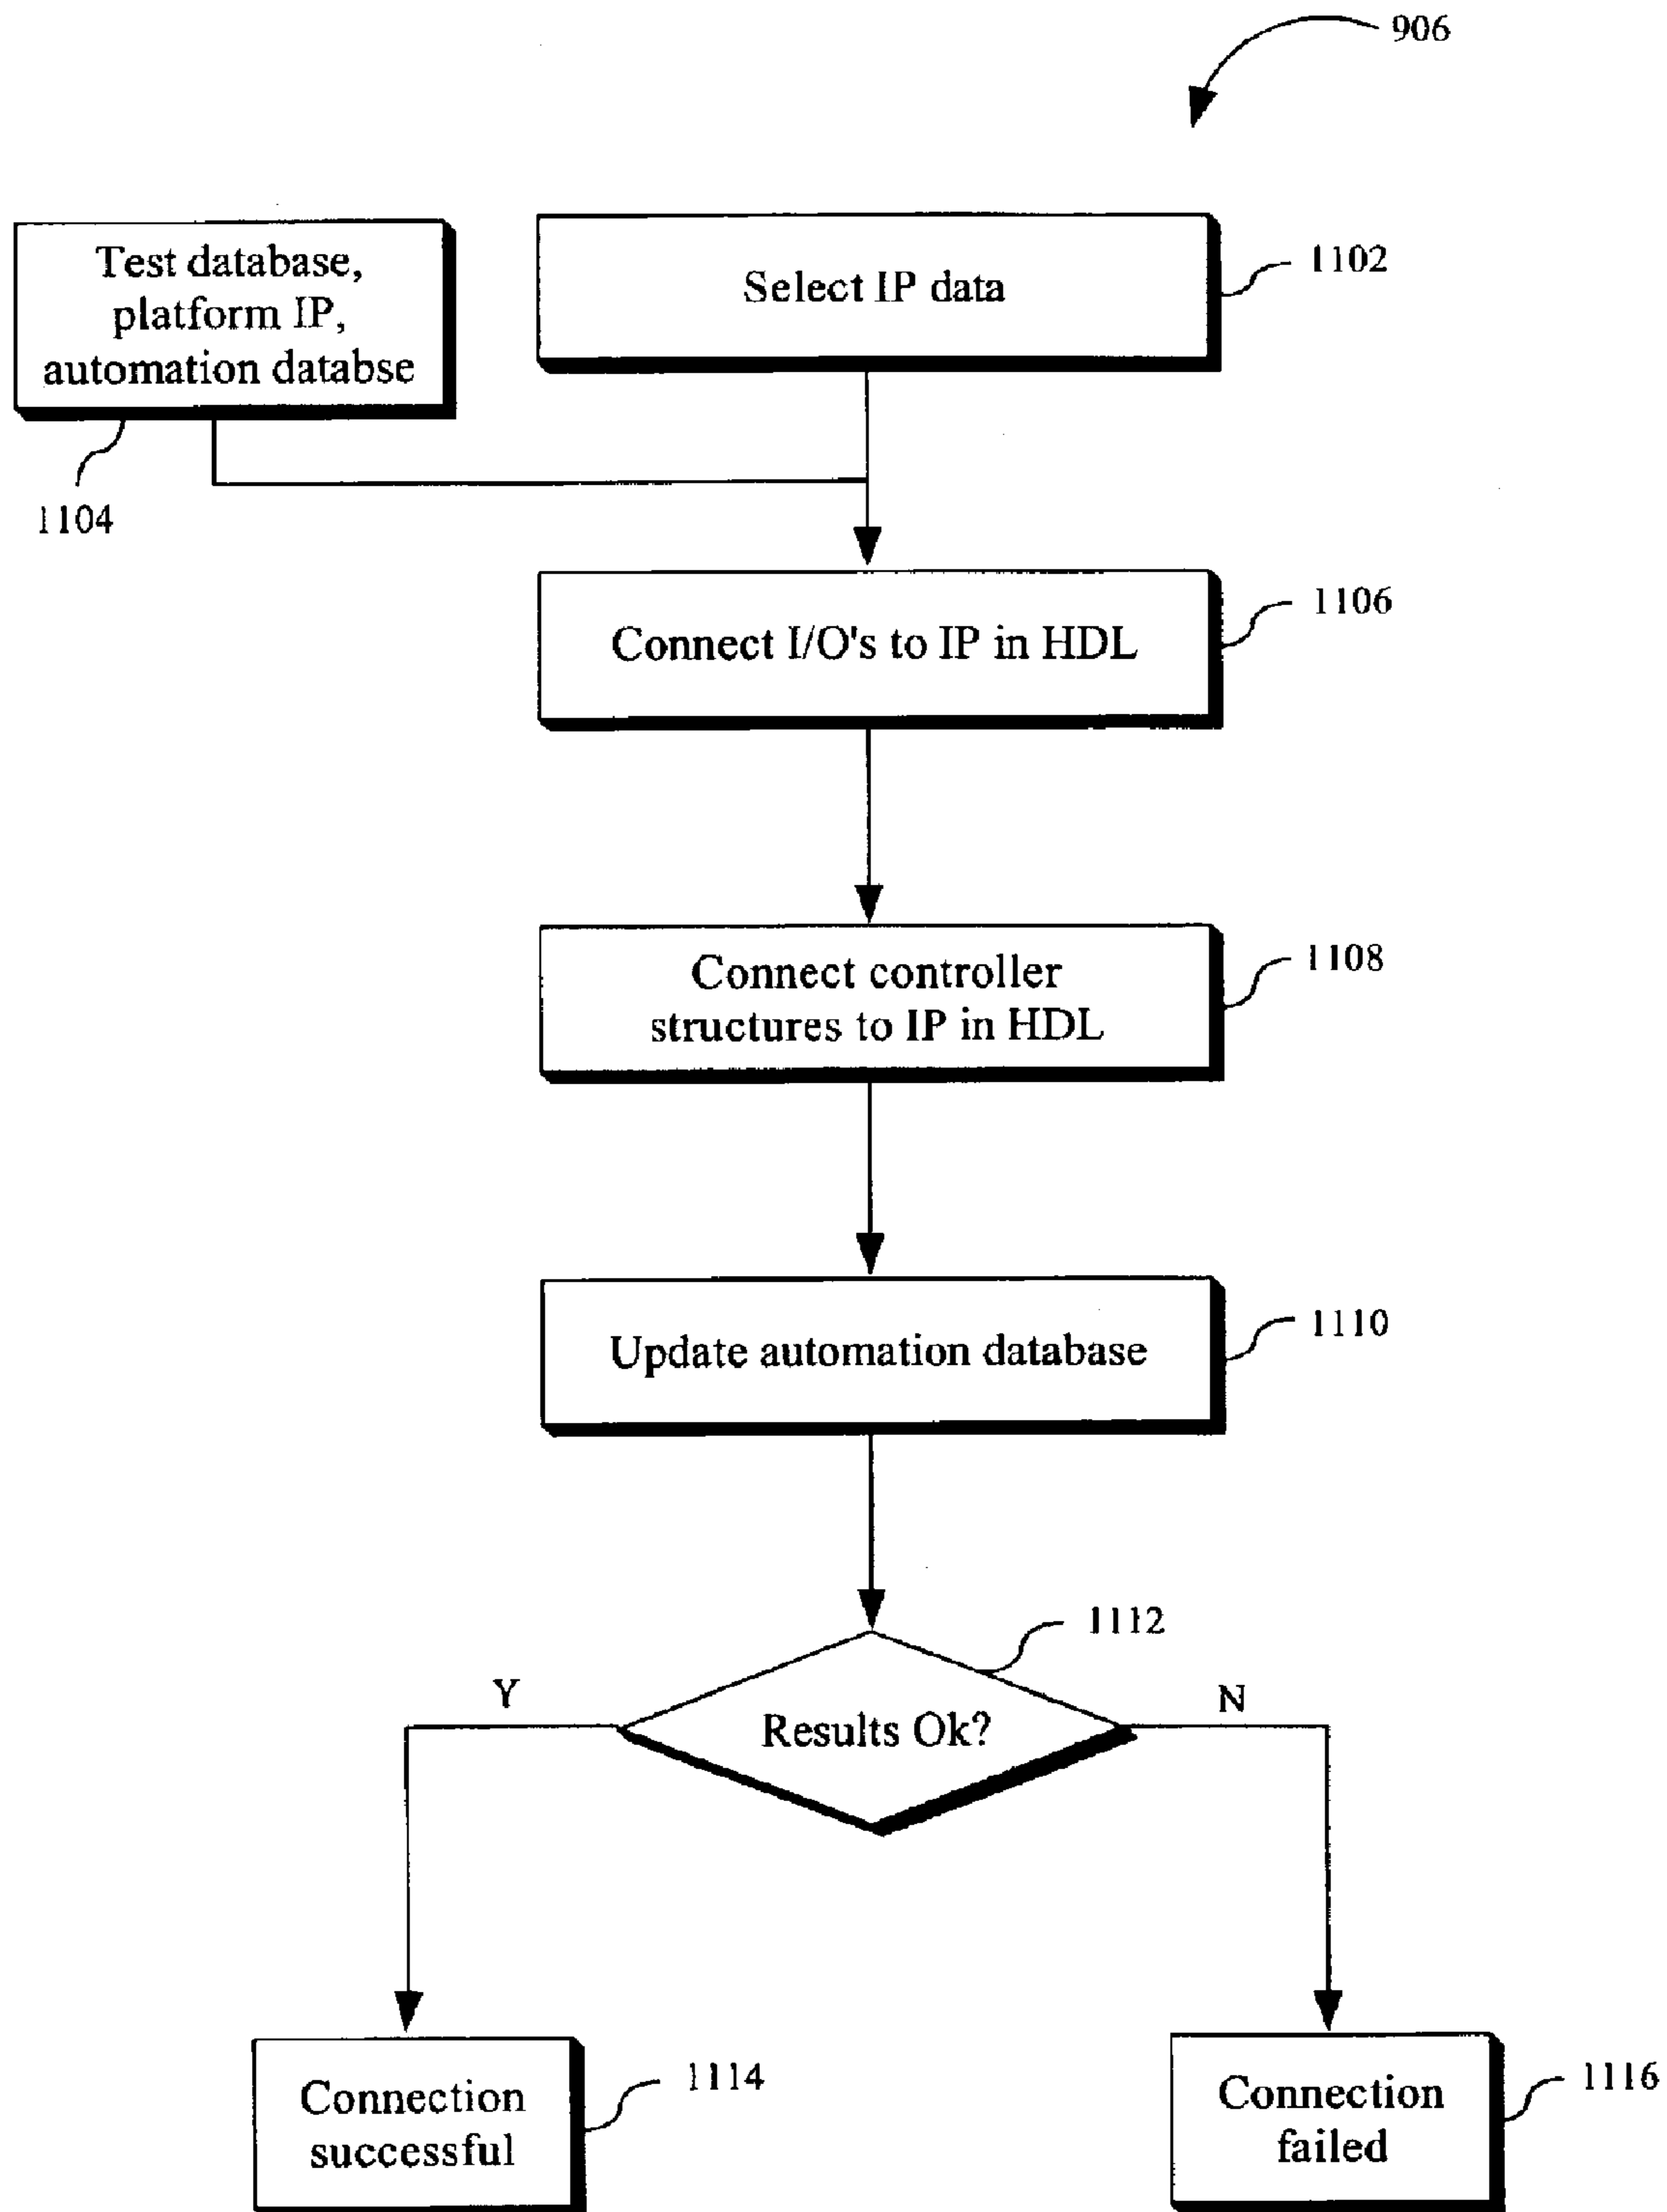 906
Test database,
platform IP,
automation databse
1104
Select IP data
1102
Connect I/O's to IP in HDL
1106
Connect controller
structures to IP in HDL
1108
Update automation database
1110
Results Ok?
1112
Y
N
Connection
successful
1114
Connection
failed
1116